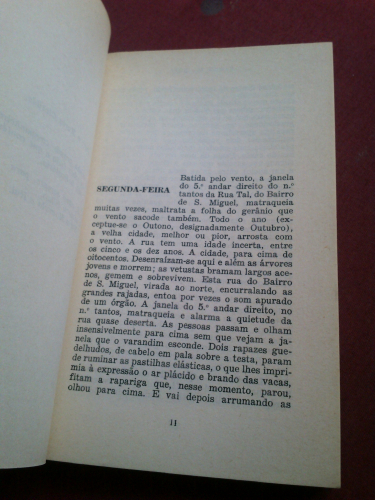 SEGUNDA-FEIRA
Batida pelo vento, a janela
do 5.º andar direito do n.º
tantos da Rua Tal, do Bairro
de S. Miguel, matraqueia
muitas vezes, maltrata a folha do gerânio que
o vento sacode também. Todo o ano (ex-
ceptue-se o Outono, designadamente Outubro),
a velha cidade, melhor ou pior, arrosta com
o vento. A rua tem uma idade incerta, entre
os cinco e os dez anos. A cidade, para cima de
oitocentos. Desenraízam-se aqui e além as árvores
jovens e morrem; as vetustas bramam largos ace-
nos, gemem e sobrevivem. Esta rua do Bairro
de S. Miguel, virada ao norte, encurralando as
grandes rajadas, entoa por vezes o som apurado
de um órgão. A janela do 5.º andar direito, no
n.º tantos, matraqueia e alarma a quietude da
rua quase deserta. As pessoas passam e olham
insensivelmente para cima sem que vejam a ja-
nela que o varandim esconde. Dois rapazes gue-
delhudos, de cabelo em pala sobre a testa, param
de ruminar as pastilhas elásticas, o que lhes impri-
mia à expressão o ar plácido e brando das vacas,
fitam a rapariga que, nesse momento, parou,
olhou para cima. E vai depois arrumando as
11